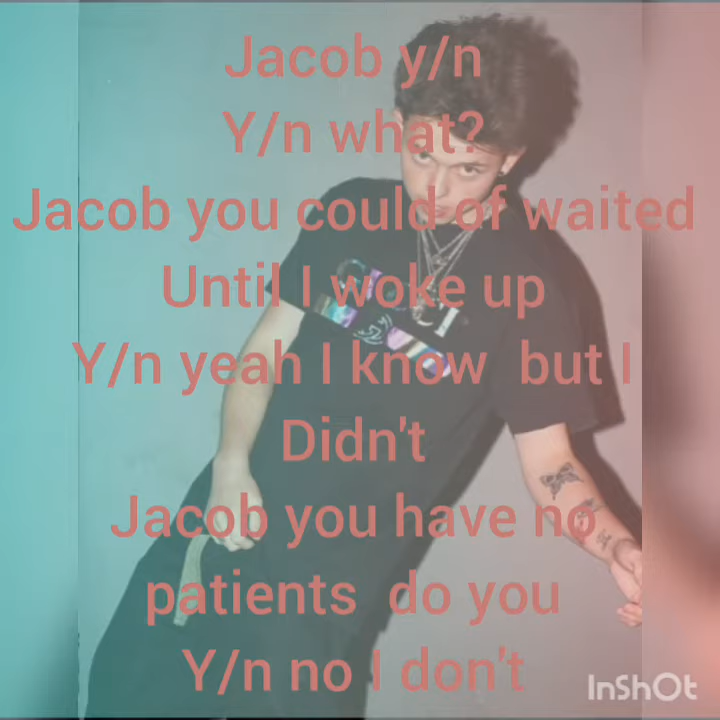 Jacob y/n
Y/n what?
Jacob you could of waited
Until I woke up
Y/n yeah I know but I
Didn't
Jacob you have no
patients do you
Y/n no I don't
InShOt